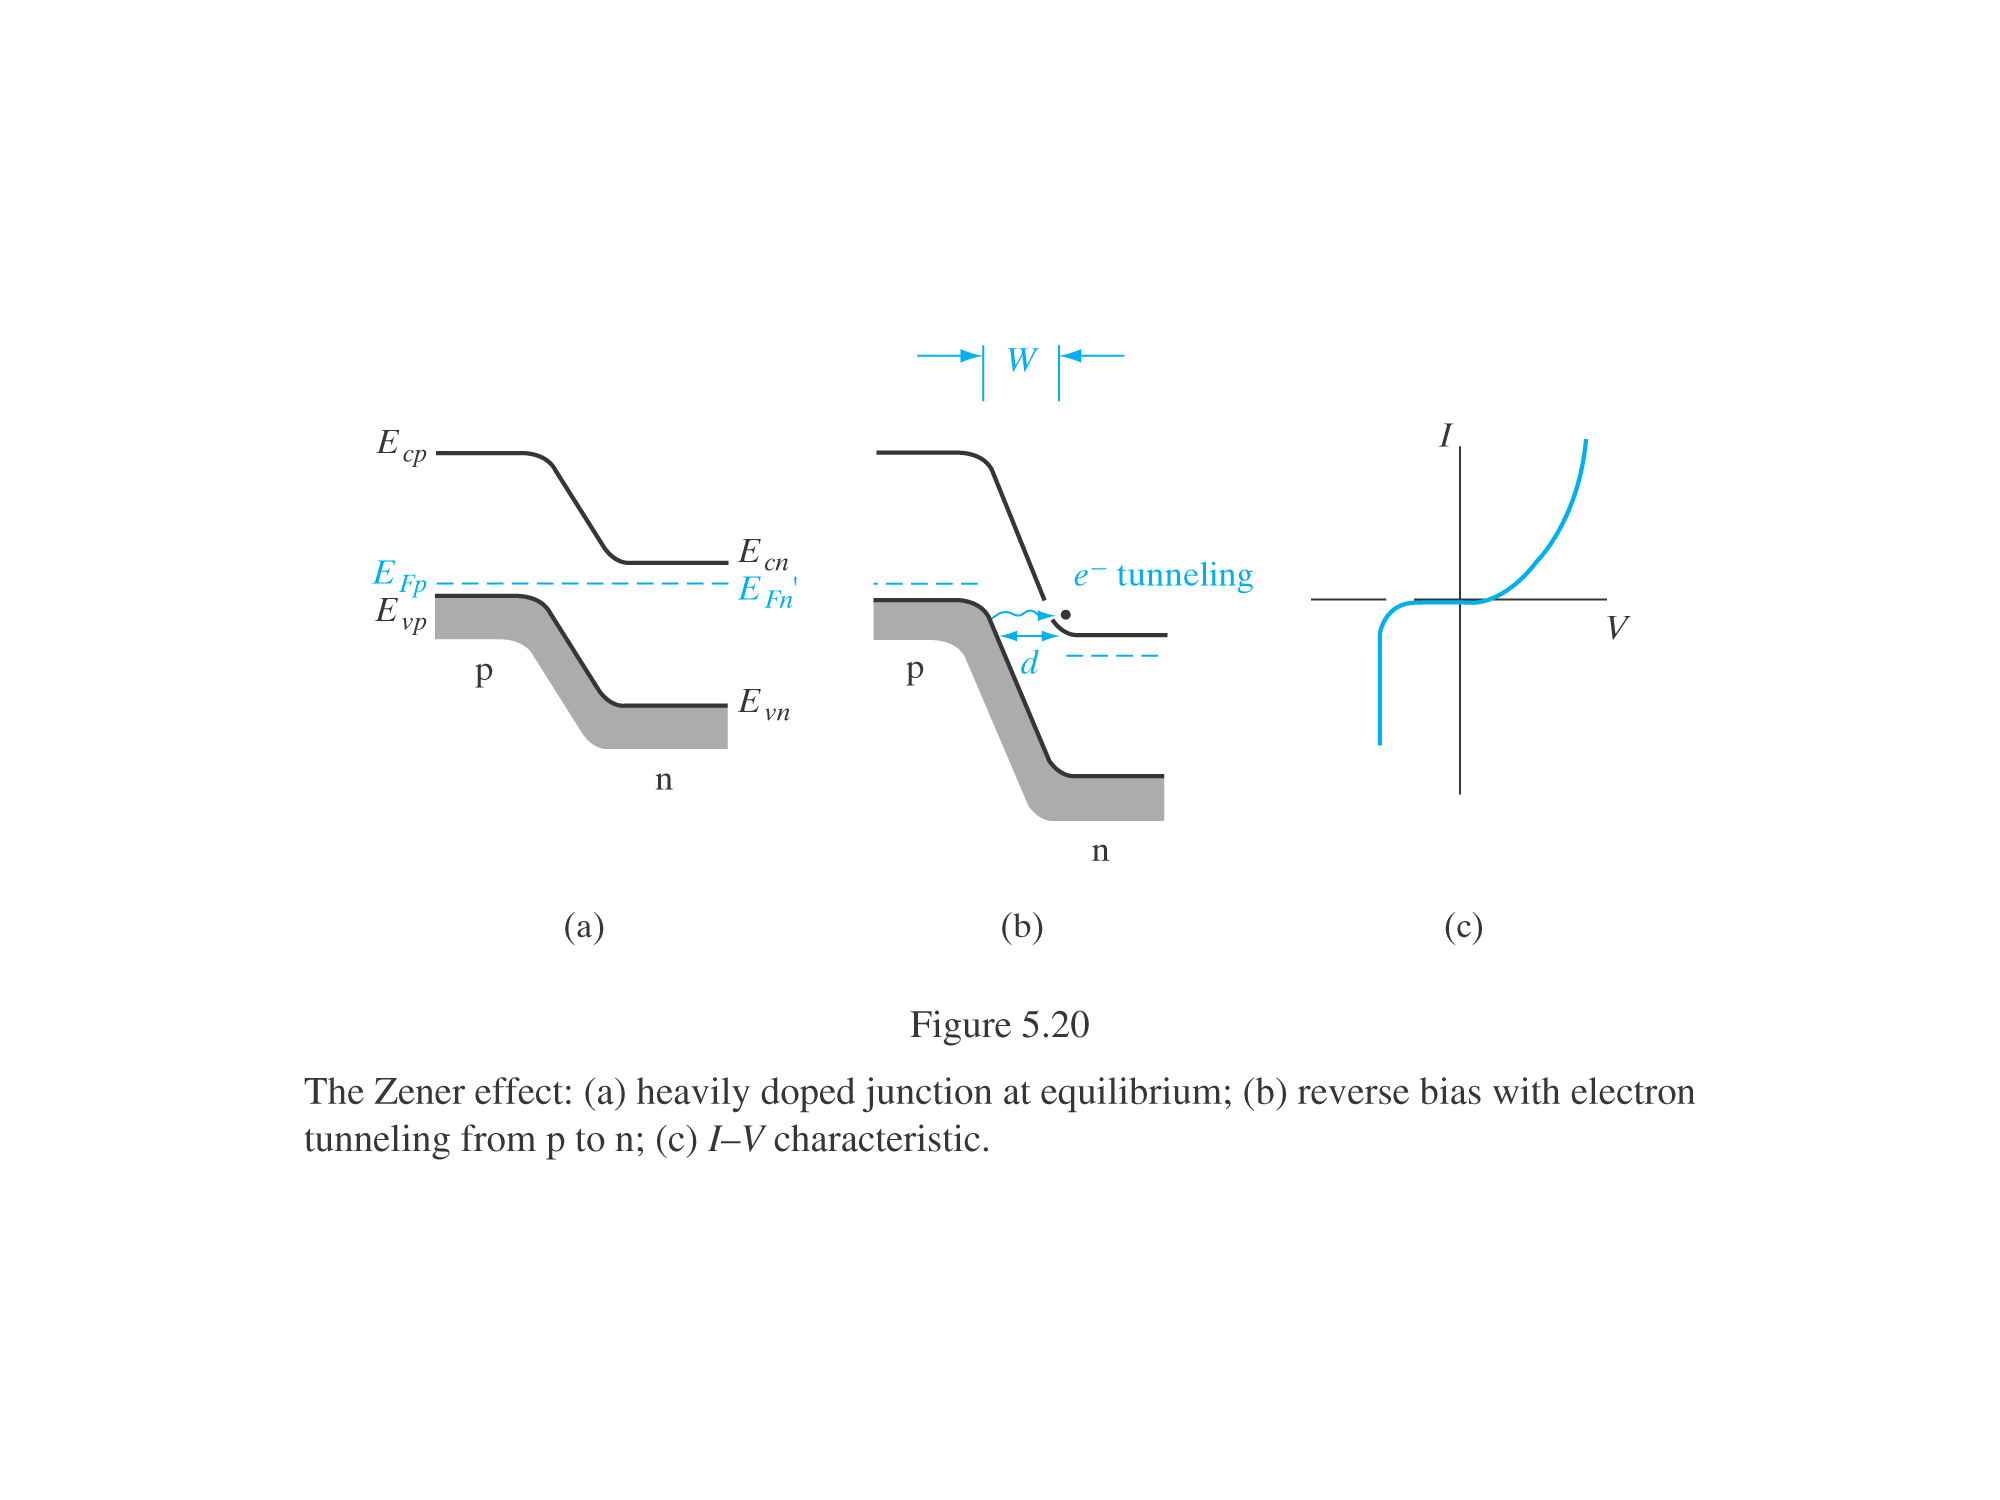 W
E cp
E Fp
E vp
p
E cn
E Fn'
E vn
n
e− tunneling
d
p
n
I
V
(a)
(b)
(c)
Figure 5.20
The Zener effect: (a) heavily doped junction at equilibrium; (b) reverse bias with electron
tunneling from p to n; (c) I–V characteristic.